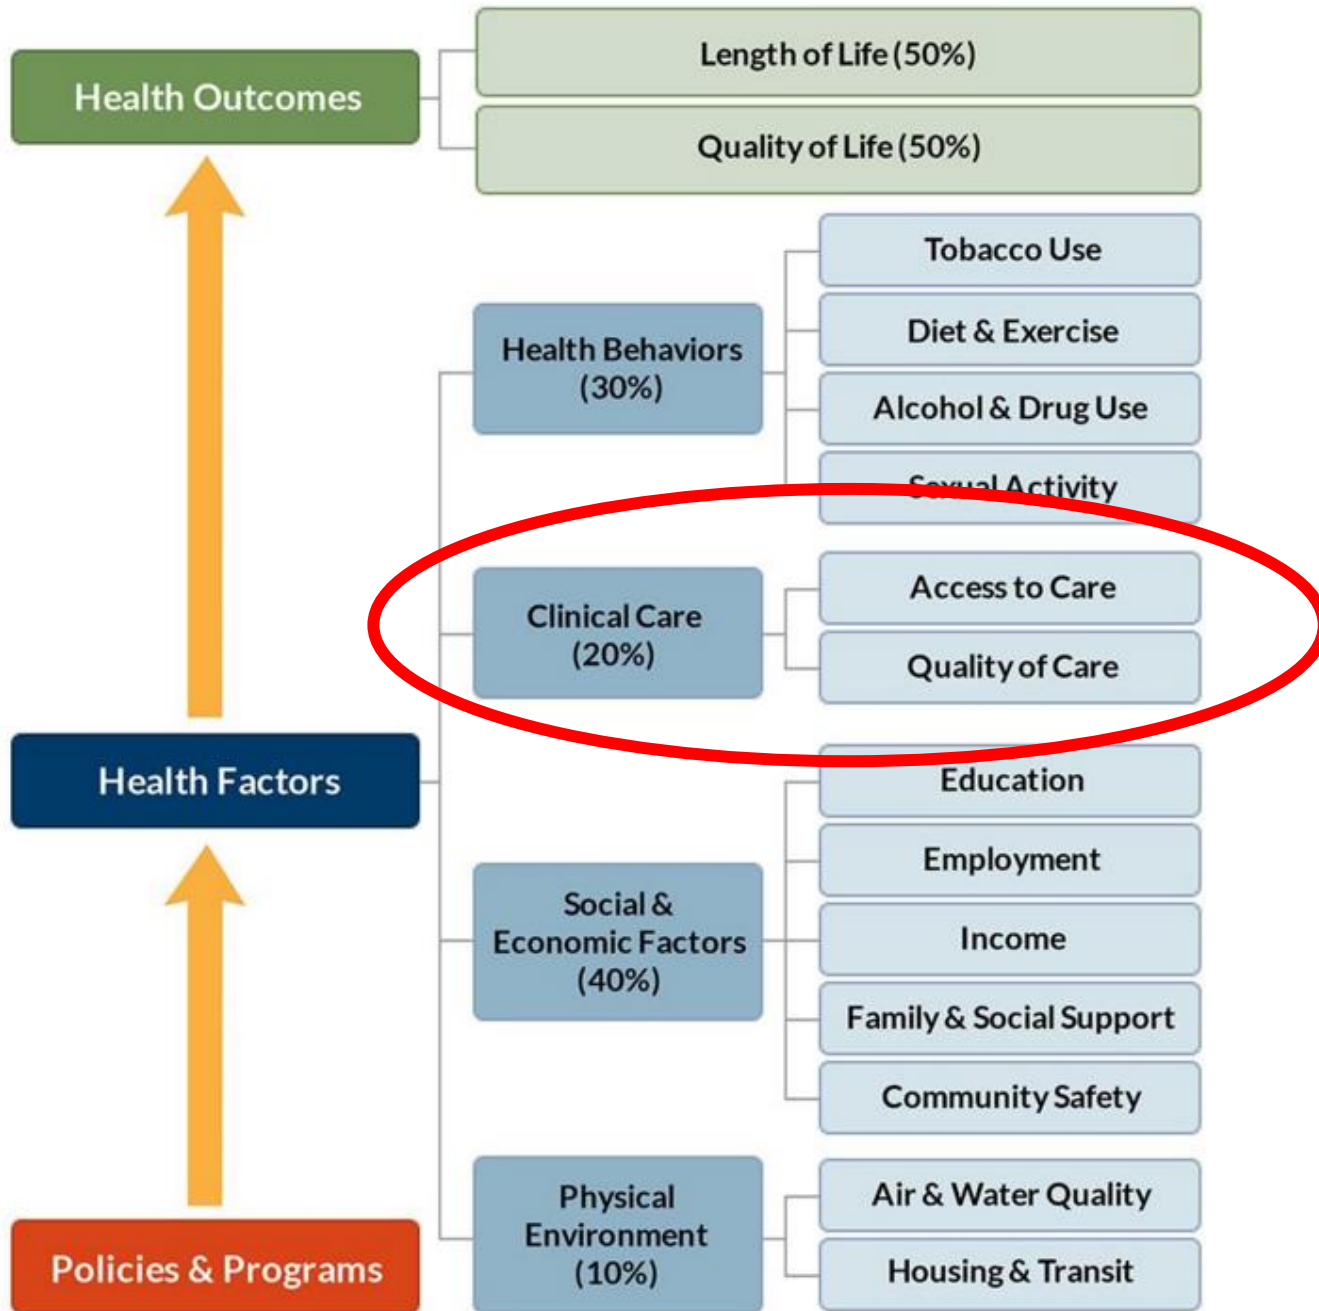 Health Outcomes
Length of Life (50%)
Quality of Life (50%)
Health Factors
Health Behaviors
(30%)
Tobacco Use
Diet & Exercise
Alcohol & Drug Use
Sexual Activity
Clinical Care
(20%)
Access to Care
Quality of Care
Social &
Economic Factors
(40%)
Education
Employment
Income
Family & Social Support
Community Safety
Physical
Environment
(10%)
Air & Water Quality
Housing & Transit
Policies & Programs